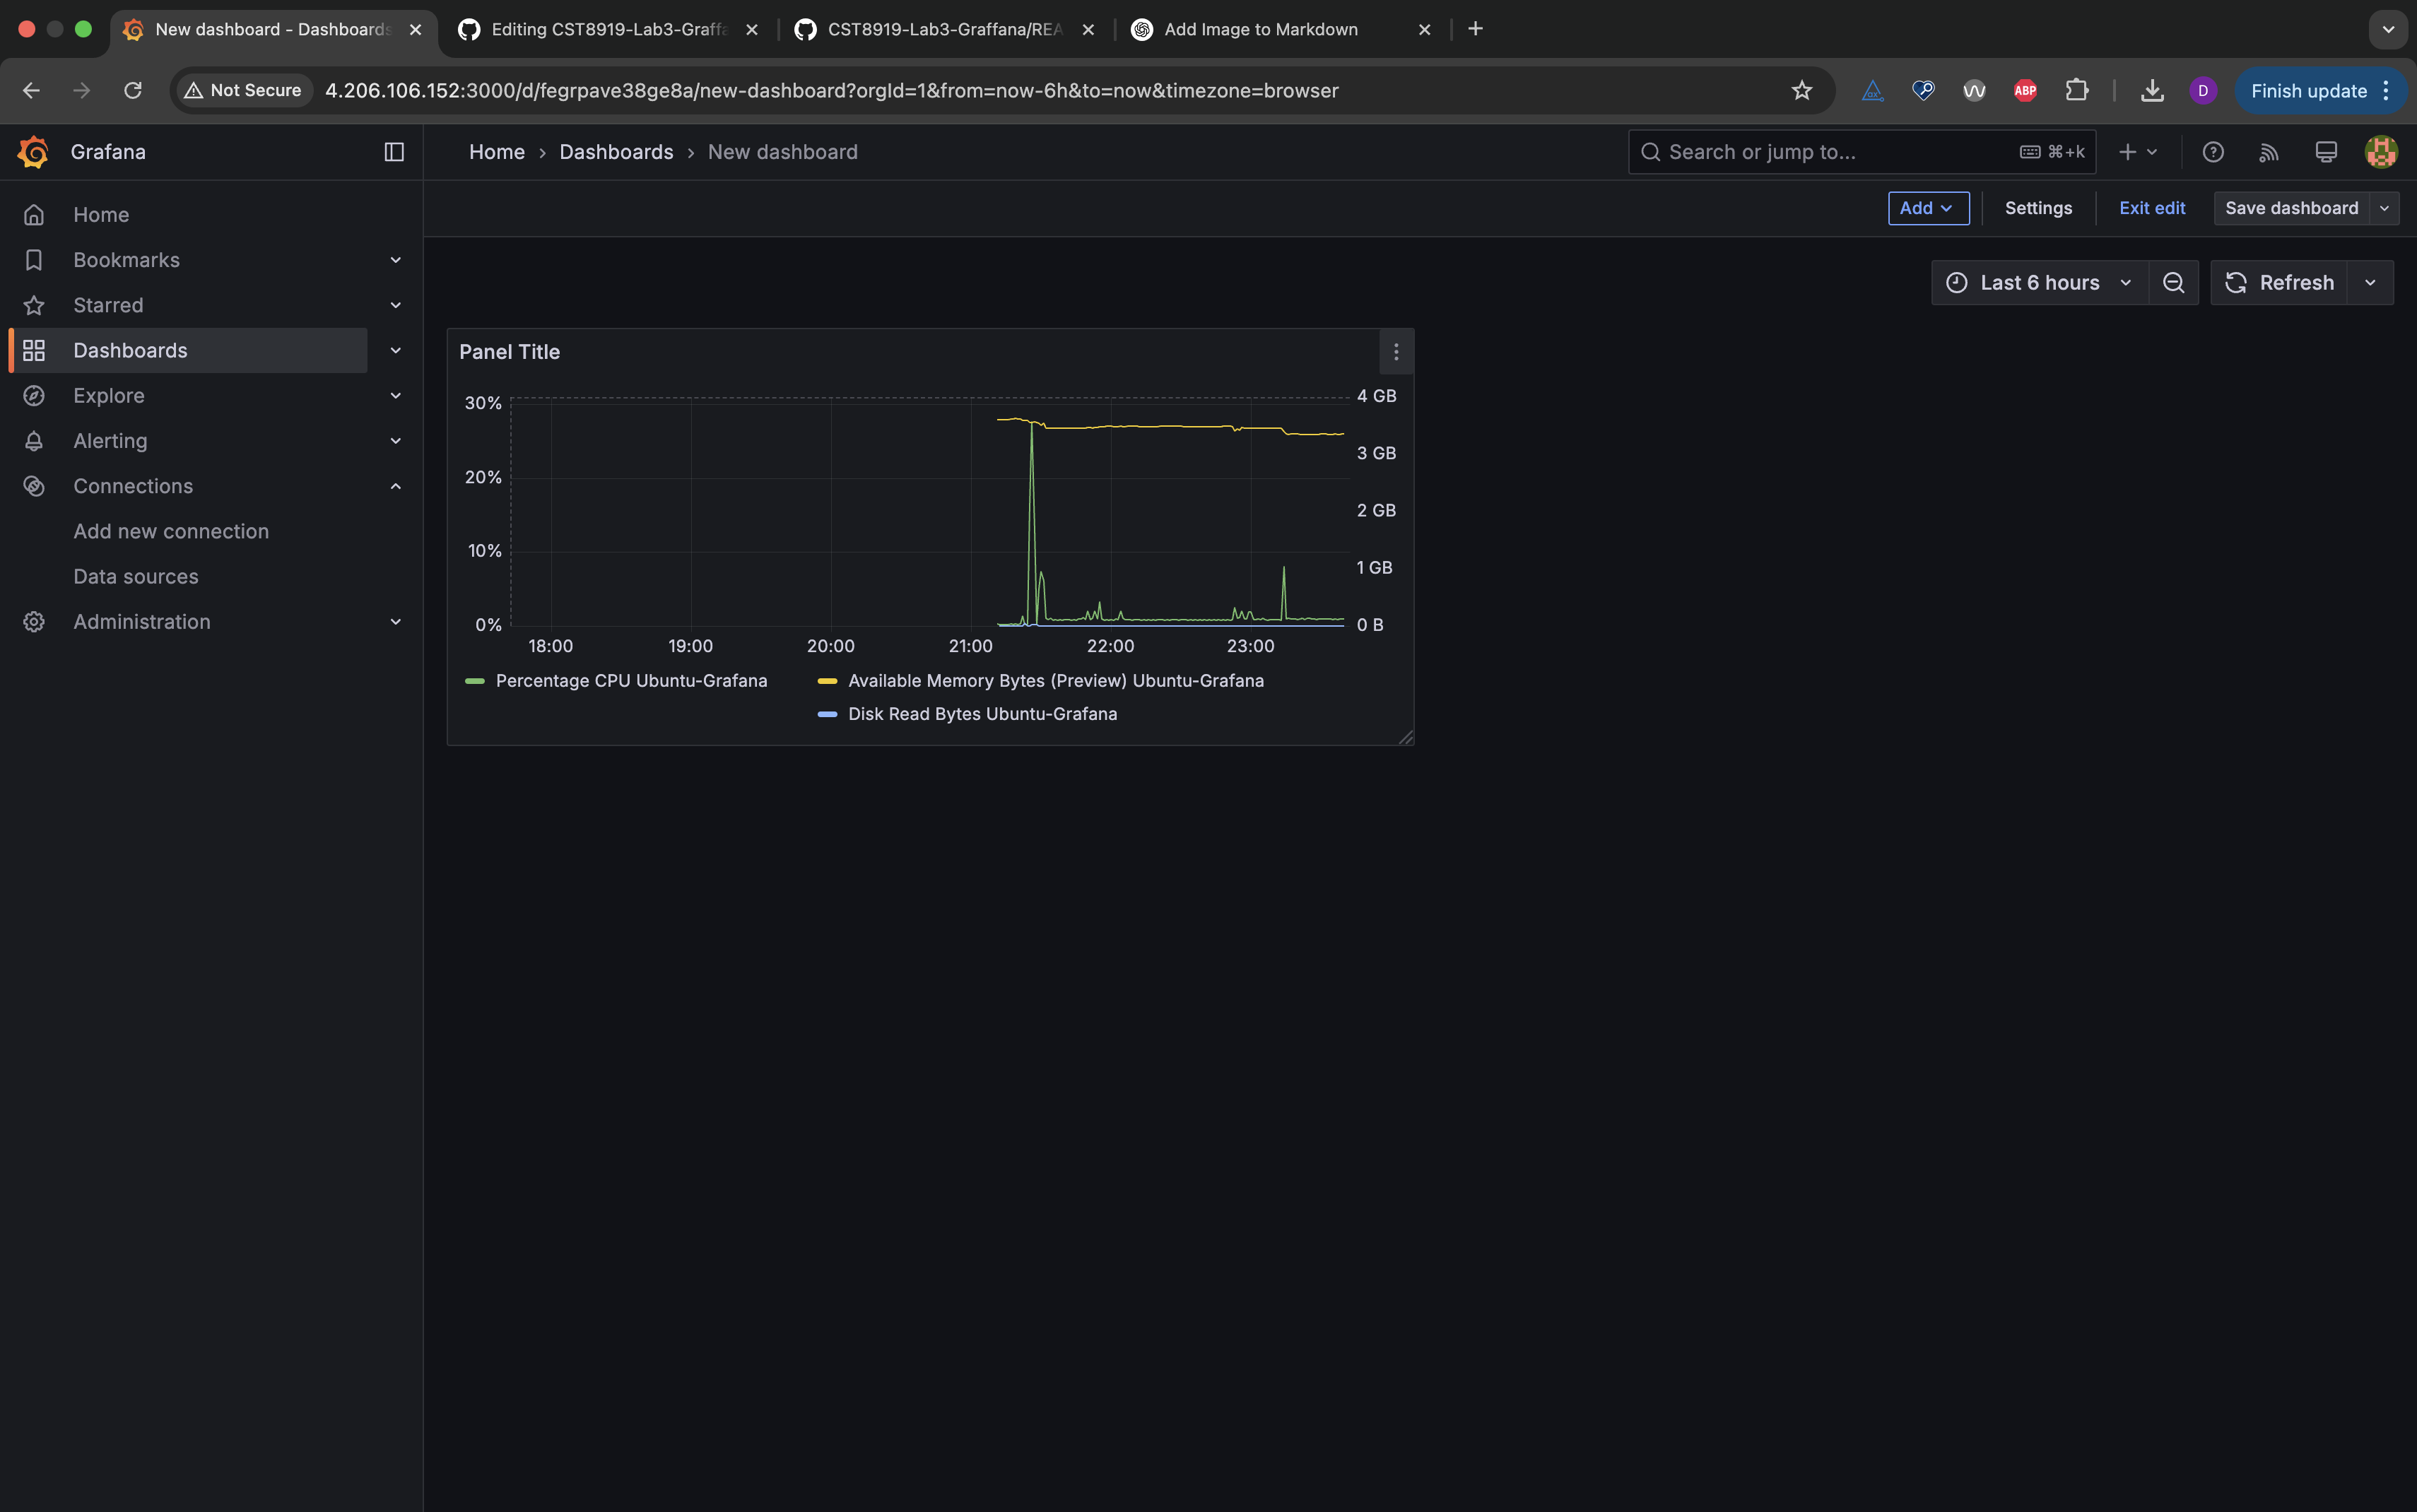 New dashboard - Dashboards
Editing CST8919-Lab3-Graffa
CST8919-Lab3-Graffana/REA
Add Image to Markdown
Not Secure
4.206.106.152:3000/d/fegrpave38ge8a/new-dashboard?orgId=1&from=now-6h&to=now&timezone=browser
ABP
D
Finish update
Grafana
Home › Dashboards › New dashboard
Search or jump to...
⌘+k
Add
Settings
Exit edit
Save dashboard
Home
Bookmarks
Starred
Dashboards
Explore
Alerting
Connections
Add new connection
Data sources
Administration
Last 6 hours
Refresh
Panel Title
30%
20%
10%
0%
4 GB
3 GB
2 GB
1 GB
0 B
18:00 19:00 20:00 21:00 22:00 23:00
Percentage CPU Ubuntu-Grafana
Available Memory Bytes (Preview) Ubuntu-Grafana
Disk Read Bytes Ubuntu-Grafana